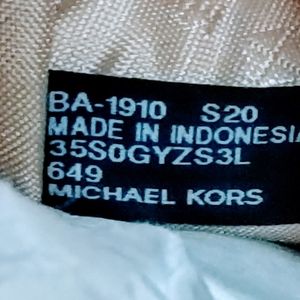 BA-1910 S20
MADE IN INDONESIA
35S0GYZS3L
649
MICHAEL KORS